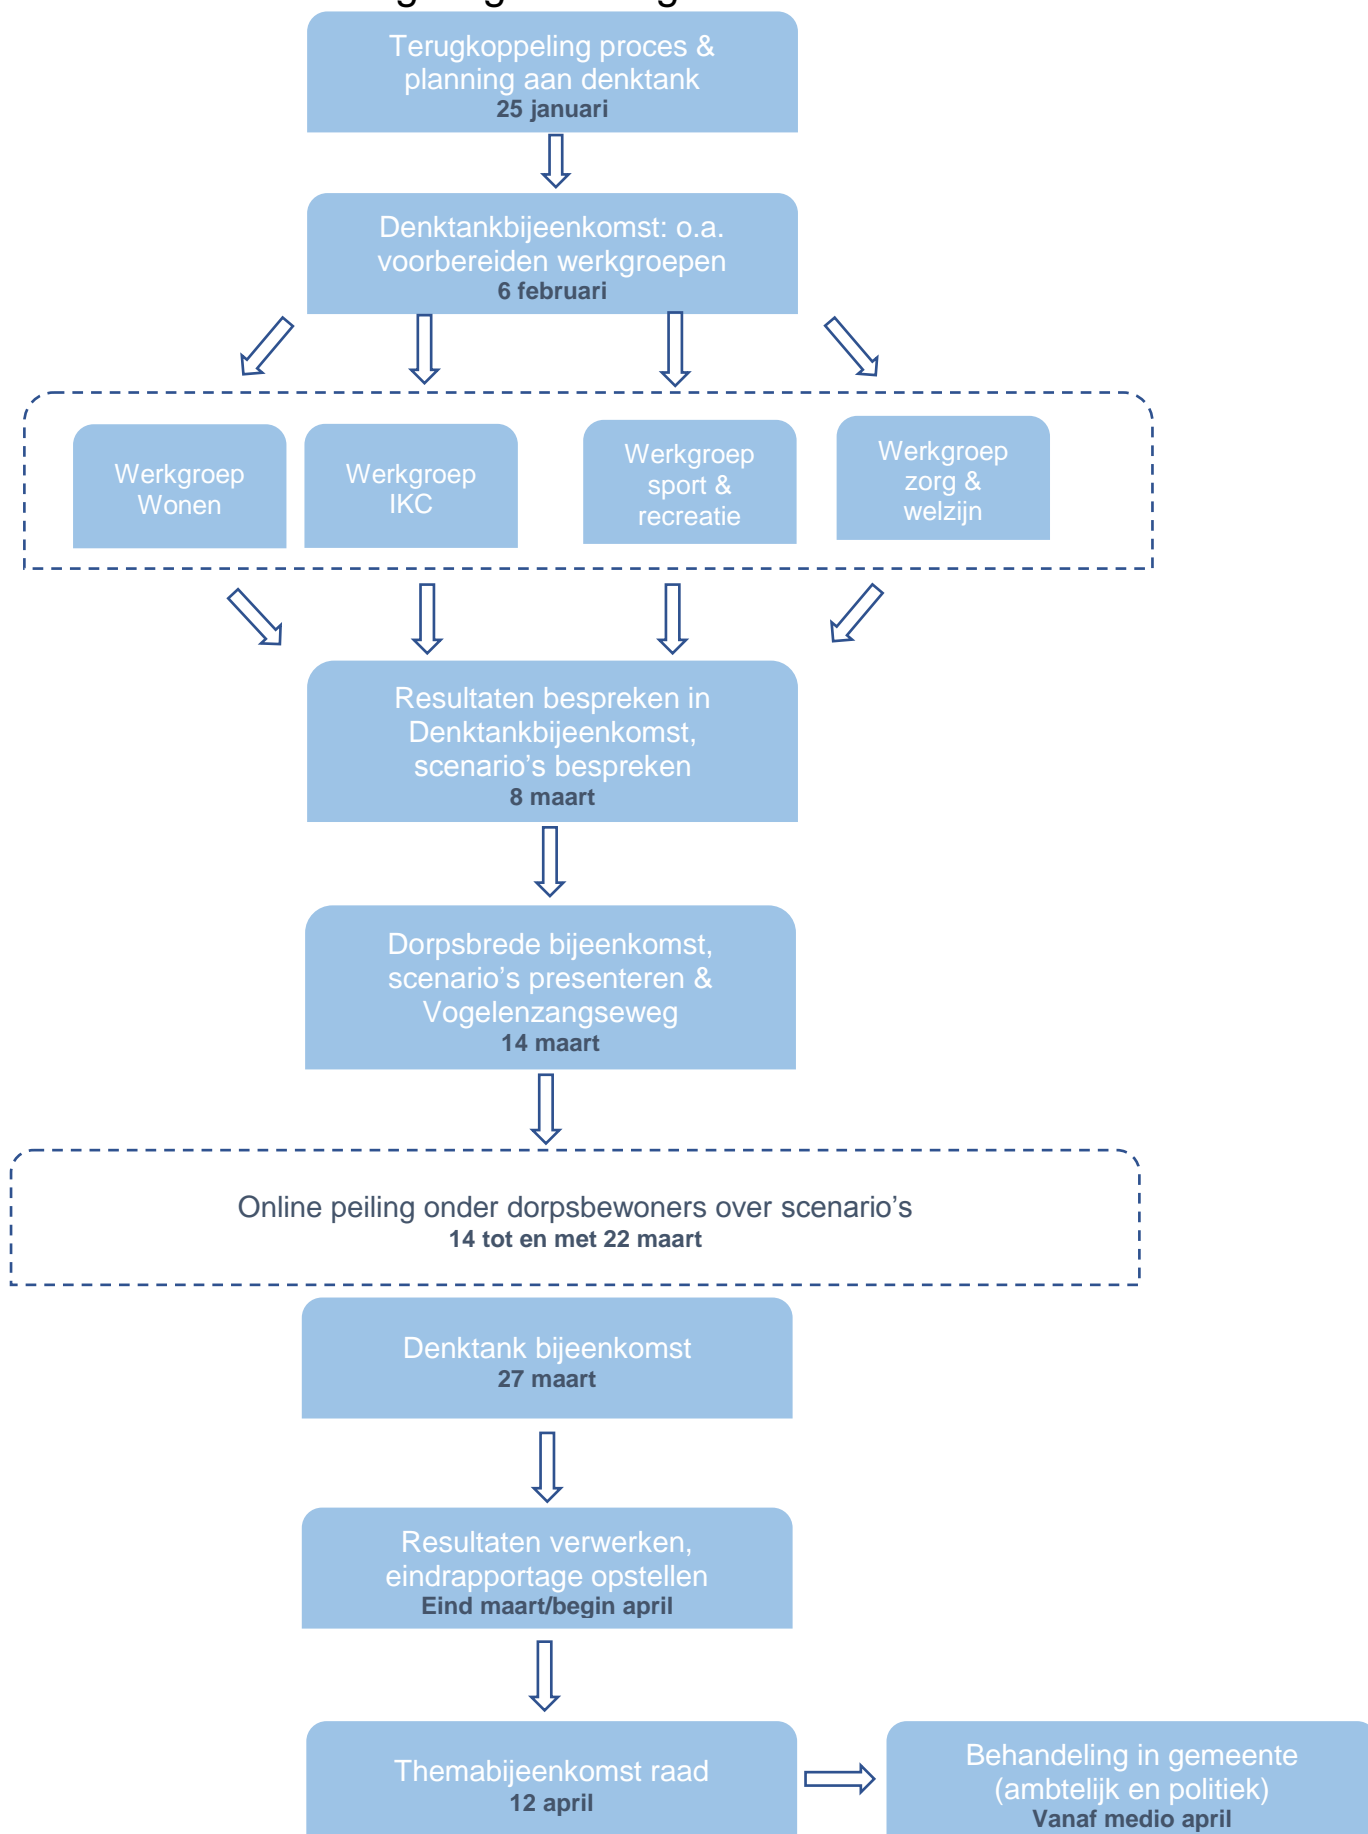 Terugkoppeling proces &
planning aan denktank
25 januari
Denktankbijeenkomst: o.a.
voorbereiden werkgroepen
6 februari
Werkgroep
Wonen
Werkgroep
IKC
Werkgroep
sport &
recreatie
Werkgroep
zorg &
welzijn
Resultaten bespreken in
Denktankbijeenkomst,
scenario’s bespreken
8 maart
Dorpsbrede bijeenkomst,
scenario’s presenteren &
Vogelenzangseweg
14 maart
Online peiling onder dorpsbewoners over scenario’s
14 tot en met 22 maart
Denktank bijeenkomst
27 maart
Resultaten verwerken,
eindrapportage opstellen
Eind maart/begin april
Themabijeenkomst raad
12 april
Behandeling in gemeente
(ambtelijk en politiek)
Vanaf medio april